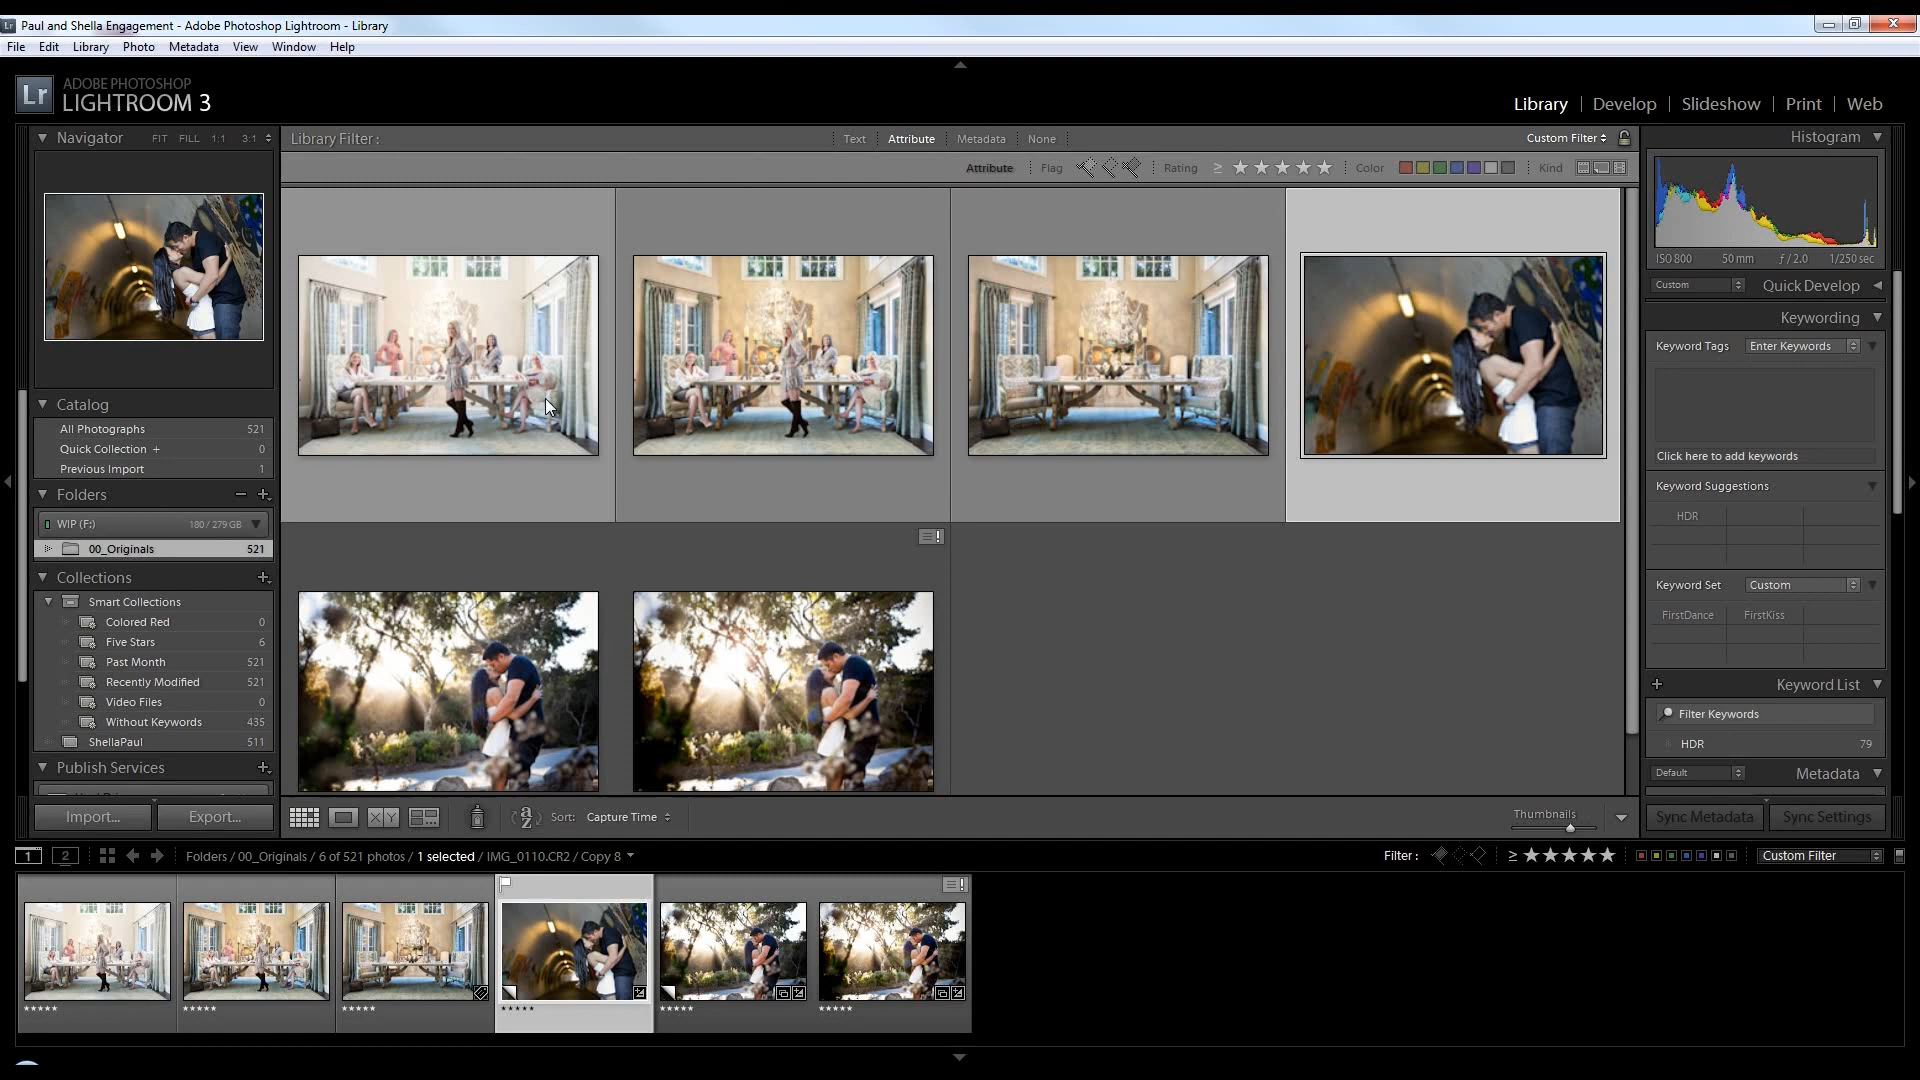 Paul and Shella Engagement - Adobe Photoshop Lightroom - Library
File Edit Library Photo Metadata View Window Help
Lr ADOBE PHOTOSHOP
LIGHTROOM 3
Library | Develop | Slideshow | Print | Web
Navigator FIT FILL 1:1 3:1
Library Filter : Text Attribute Metadata None Custom Filter
Histogram
Attribute Flag Rating ≥ ★★★★★ Color Kind
ISO 800 50 mm ƒ / 2.0 1/250 sec
Custom Quick Develop
Keywording
Keyword Tags Enter Keywords
Click here to add keywords
Keyword Suggestions
HDR
Keyword Set Custom
FirstDance FirstKiss
Keyword List
Filter Keywords
HDR 79
Default Metadata
Sync Metadata Sync Settings
Catalog
All Photographs 521
Quick Collection + 0
Previous Import 1
Folders
WIP (F:) 180 / 279 GB
00_Originals 521
Collections
Smart Collections
Colored Red 0
Five Stars 6
Past Month 521
Recently Modified 521
Video Files 0
Without Keywords 435
ShellaPaul 511
Publish Services
Import... Export...
Sort: Capture Time
Thumbnails
1 2 Folders / 00_Originals / 6 of 521 photos / 1 selected / IMG_0110.CR2 / Copy 8
Filter : ≥ ★★★★★ Custom Filter
★★★★★ ★★★★★ ★★★★★ ★★★★★ ★★★★★ ★★★★★